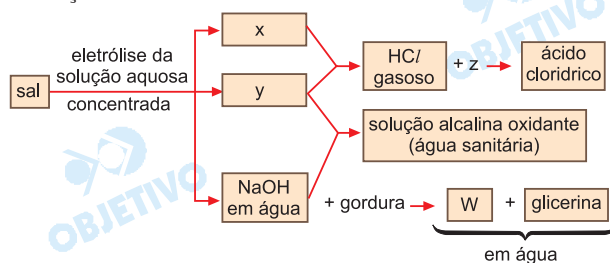 x
eletrólise da
solução aquosa
concentrada
sal
y
HCl
gasoso
+ z
ácido
clorídrico
solução alcalina oxidante
(água sanitária)
NaOH
em água
+ gordura
W
+
glicerina
em água
OBJETIVO
OBJETIVO